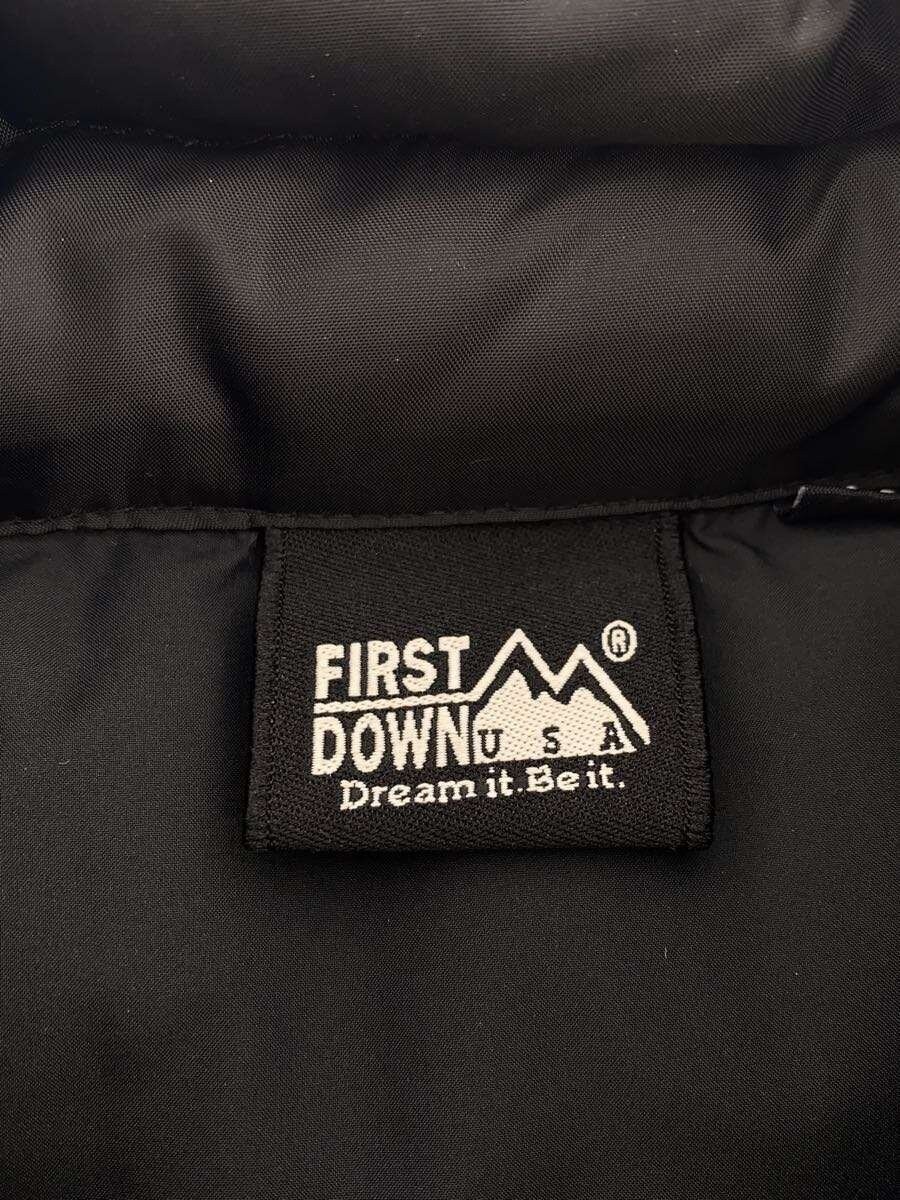 FIRST ®
DOWN USA
Dream it. Be it.